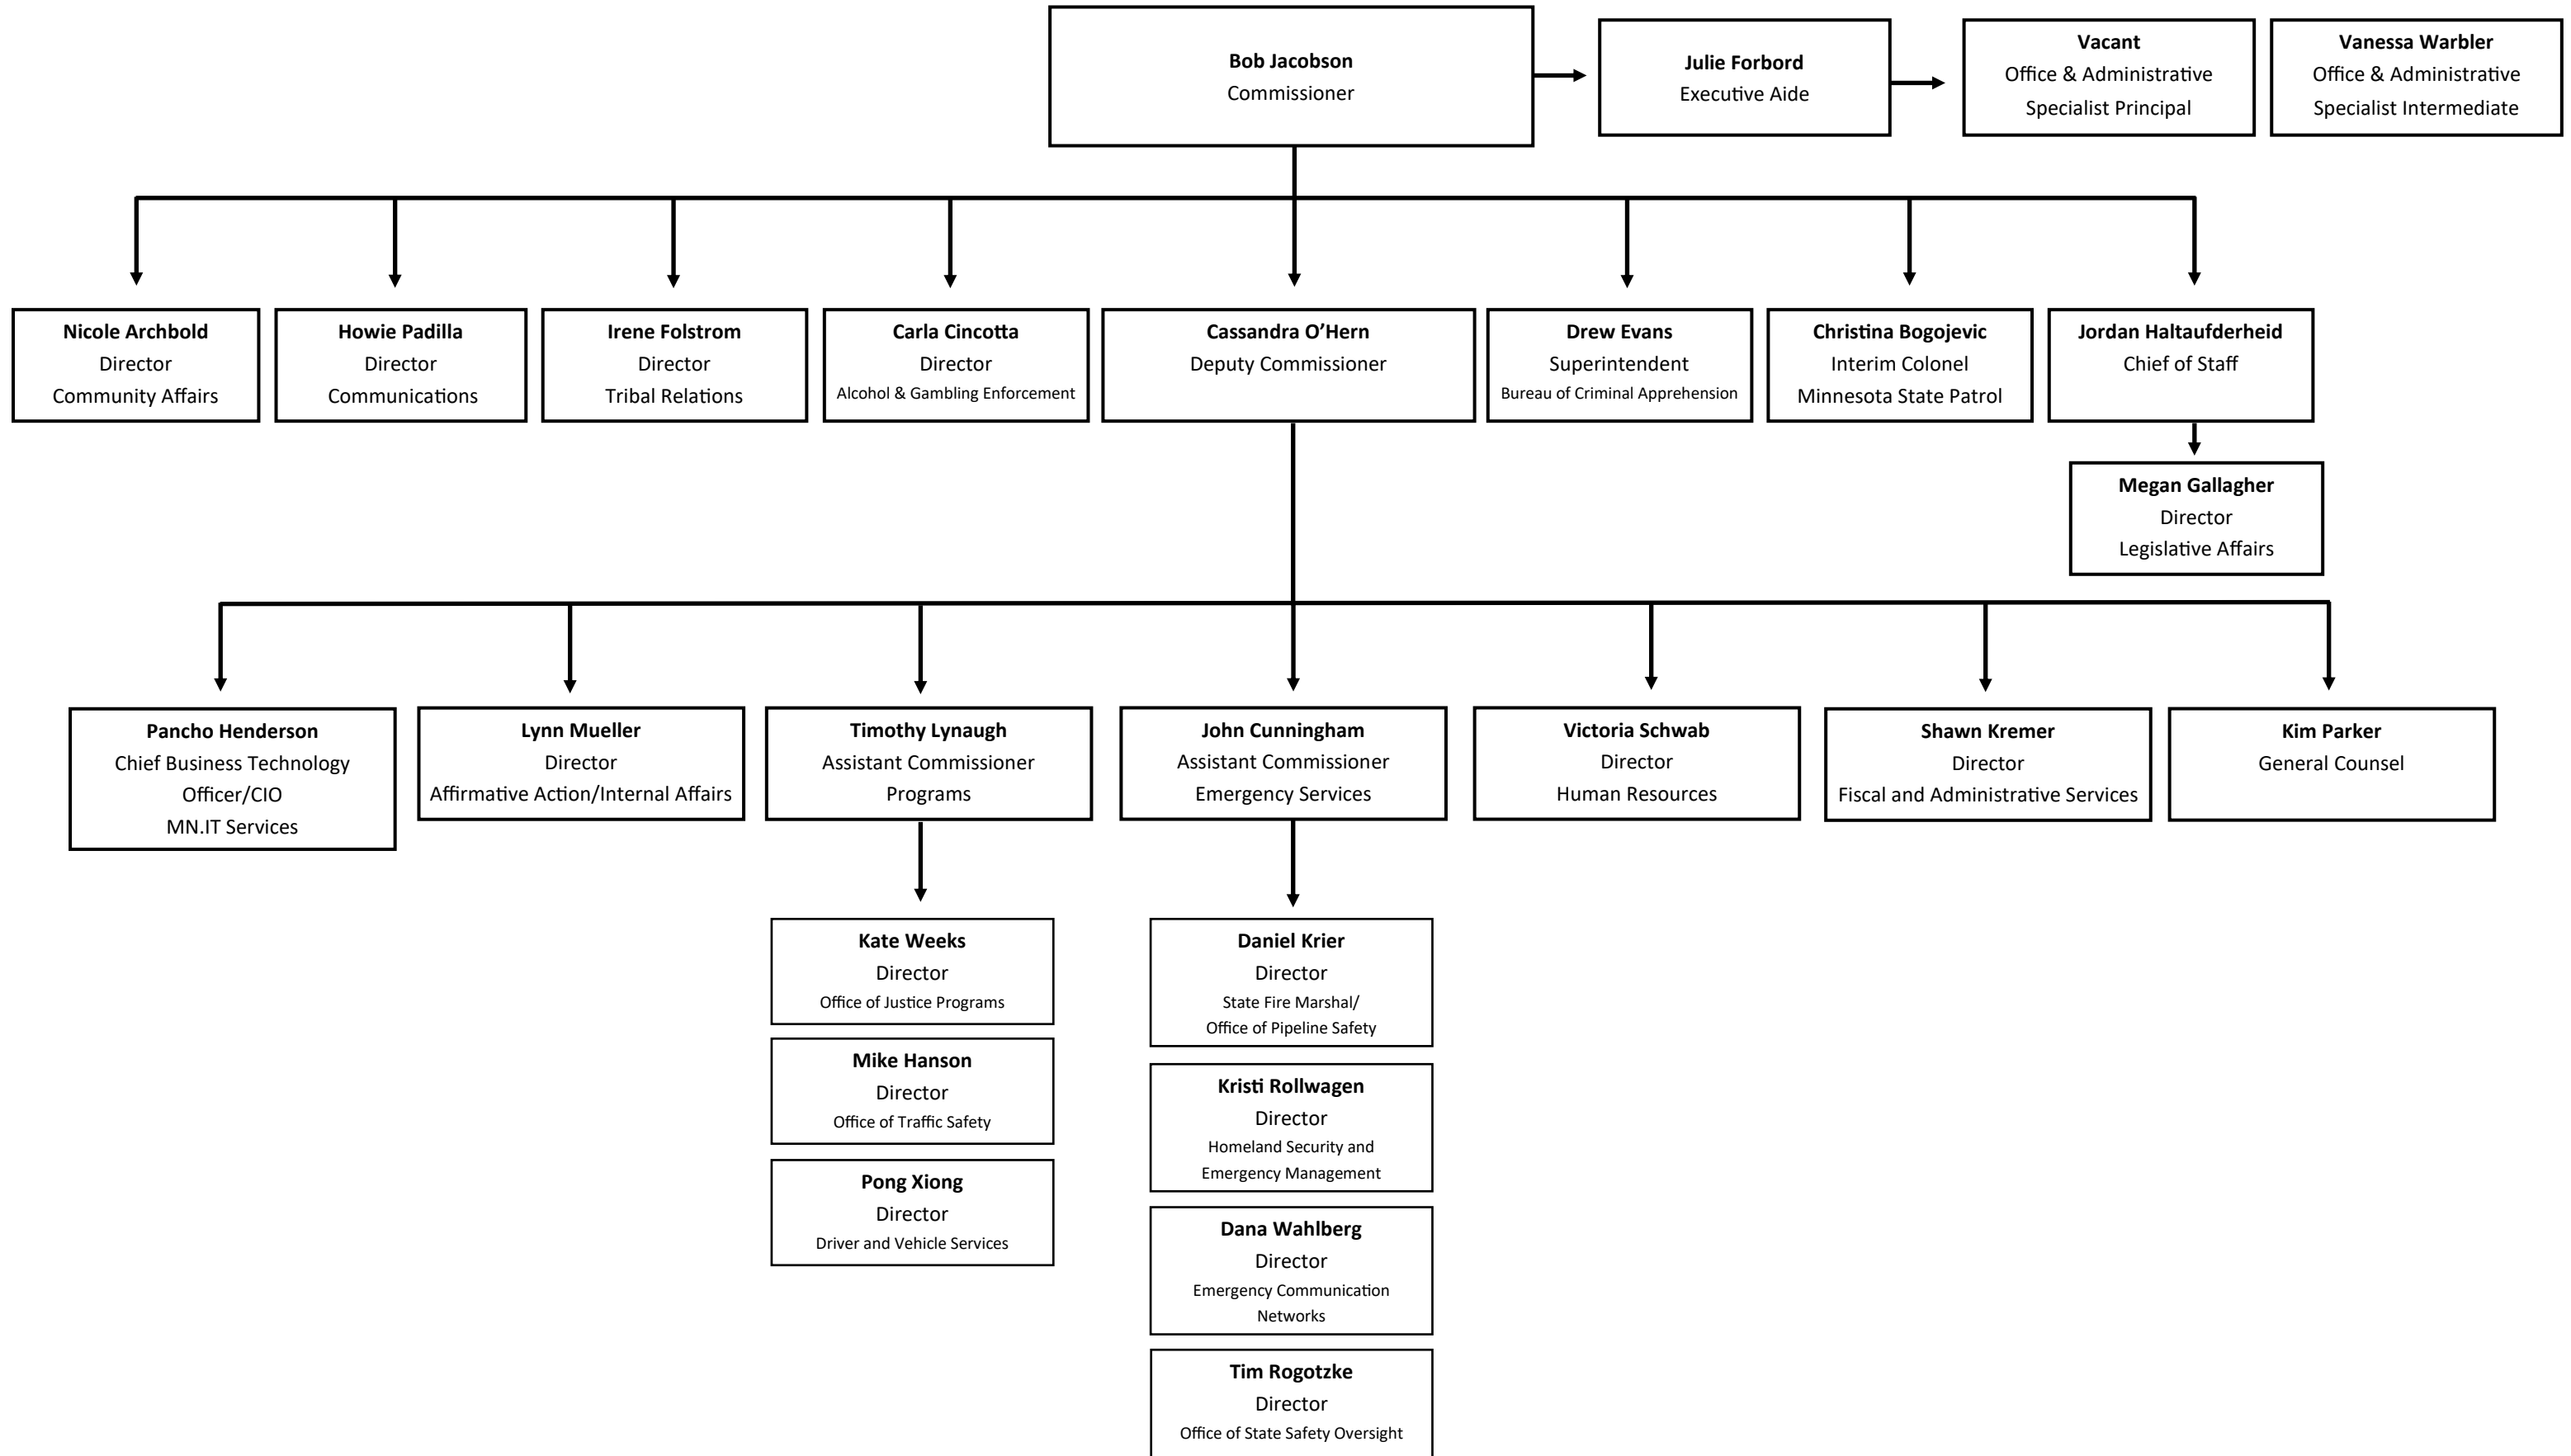 Bob Jacobson
Commissioner
Julie Forbord
Executive Aide
Vacant
Office & Administrative
Specialist Principal
Vanessa Warbler
Office & Administrative
Specialist Intermediate
Nicole Archbold
Director
Community Affairs
Howie Padilla
Director
Communications
Irene Folstrom
Director
Tribal Relations
Carla Cincotta
Director
Alcohol & Gambling Enforcement
Cassandra O’Hern
Deputy Commissioner
Drew Evans
Superintendent
Bureau of Criminal Apprehension
Christina Bogojevic
Interim Colonel
Minnesota State Patrol
Jordan Haltaufderheid
Chief of Staff
Megan Gallagher
Director
Legislative Affairs
Pancho Henderson
Chief Business Technology
Officer/CIO
MN.IT Services
Lynn Mueller
Director
Affirmative Action/Internal Affairs
Timothy Lynaugh
Assistant Commissioner
Programs
John Cunningham
Assistant Commissioner
Emergency Services
Victoria Schwab
Director
Human Resources
Shawn Kremer
Director
Fiscal and Administrative Services
Kim Parker
General Counsel
Kate Weeks
Director
Office of Justice Programs
Mike Hanson
Director
Office of Traffic Safety
Pong Xiong
Director
Driver and Vehicle Services
Daniel Krier
Director
State Fire Marshal/
Office of Pipeline Safety
Kristi Rollwagen
Director
Homeland Security and
Emergency Management
Dana Wahlberg
Director
Emergency Communication
Networks
Tim Rogotzke
Director
Office of State Safety Oversight